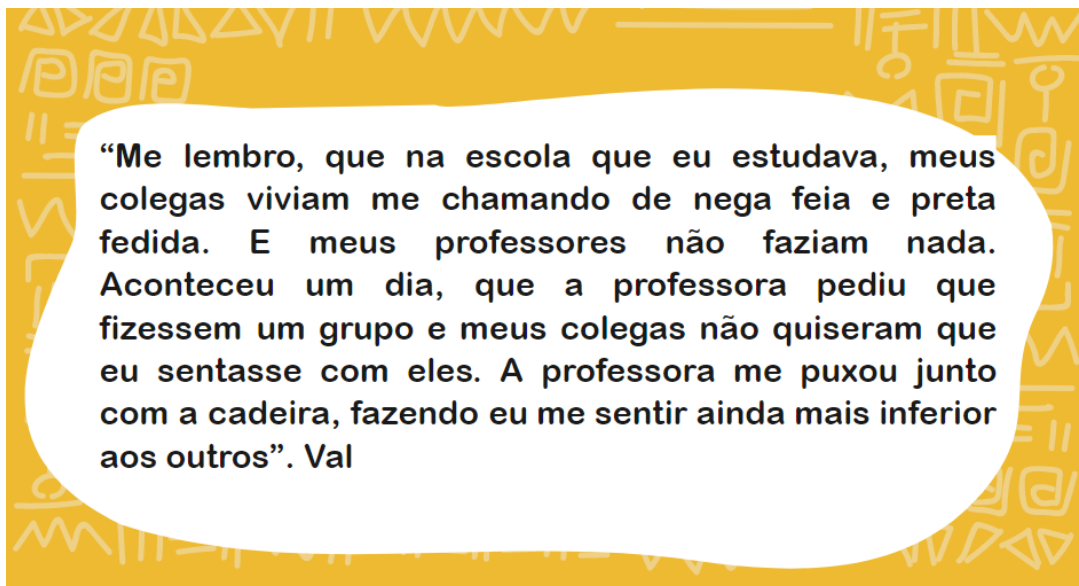 “Me lembro, que na escola que eu estudava, meus
colegas viviam me chamando de nega feia e preta
fedida. E meus professores não faziam nada.
Aconteceu um dia, que a professora pediu que
fizessem um grupo e meus colegas não quiseram que
eu sentasse com eles. A professora me puxou junto
com a cadeira, fazendo eu me sentir ainda mais inferior
aos outros”. Val